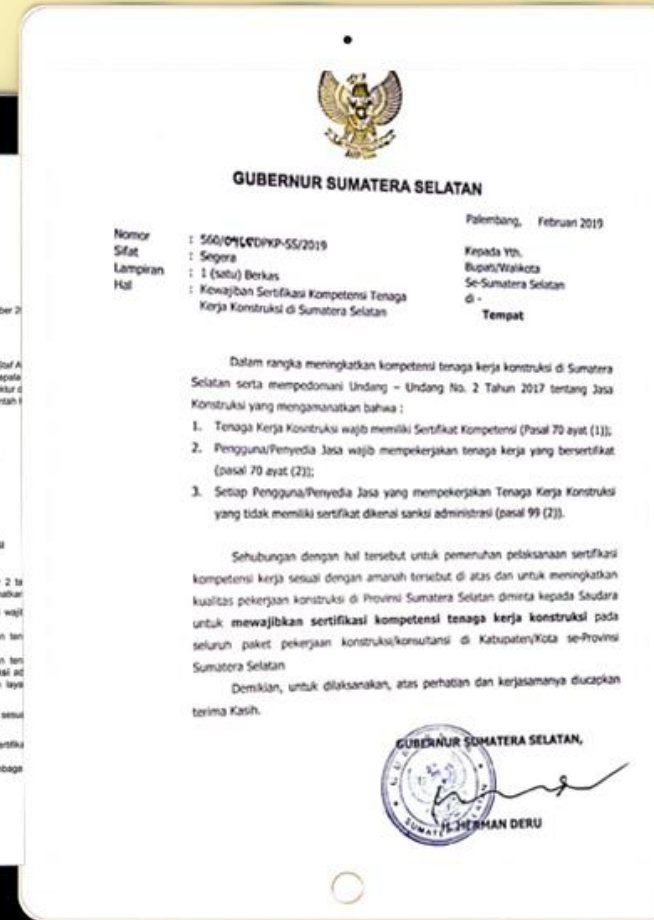 GUBERNUR SUMATERA SELATAN
Palembang, Februari 2019
Nomor : 560/0965DPKP-SS/2019
Sifat : Segera
Lampiran : 1 (satu) Berkas
Hal : Kewajiban Sertifikasi Kompetensi Tenaga
Kerja Konstruksi di Sumatera Selatan
Kepada Yth.
Bupati/Walikota
Se-Sumatera Selatan
di -
Tempat
Dalam rangka meningkatkan kompetensi tenaga kerja konstruksi di Sumatera
Selatan serta mempedomani Undang – Undang No. 2 Tahun 2017 tentang Jasa
Konstruksi yang mengamanatkan bahwa :
1. Tenaga Kerja Kosntruksi wajib memiliki Sertifikat Kompetensi (Pasal 70 ayat (1));
2. Pengguna/Penyedia Jasa wajib mempekerjakan tenaga kerja yang bersertifikat
(pasal 70 ayat (2));
3. Setiap Pengguna/Penyedia Jasa yang mempekerjakan Tenaga Kerja Konstruksi
yang tidak memiliki sertifikat dikenai sanksi administrasi (pasal 99 (2)).
Sehubungan dengan hal tersebut untuk pemenuhan pelaksanaan sertifikasi
kompetensi kerja sesuai dengan amanah tersebut di atas dan untuk meningkatkan
kualitas pekerjaan konstruksi di Provinsi Sumatera Selatan diminta kepada Saudara
untuk mewajibkan sertifikasi kompetensi tenaga kerja konstruksi pada
seluruh paket pekerjaan konstruksi/konsultansi di Kabupaten/Kota se-Provinsi
Sumatera Selatan
Demikian, untuk dilaksanakan, atas perhatian dan kerjasamanya diucapkan
terima Kasih.
GUBERNUR SUMATERA SELATAN,
SUMATERA SELATAN
H. HERMAN DERU